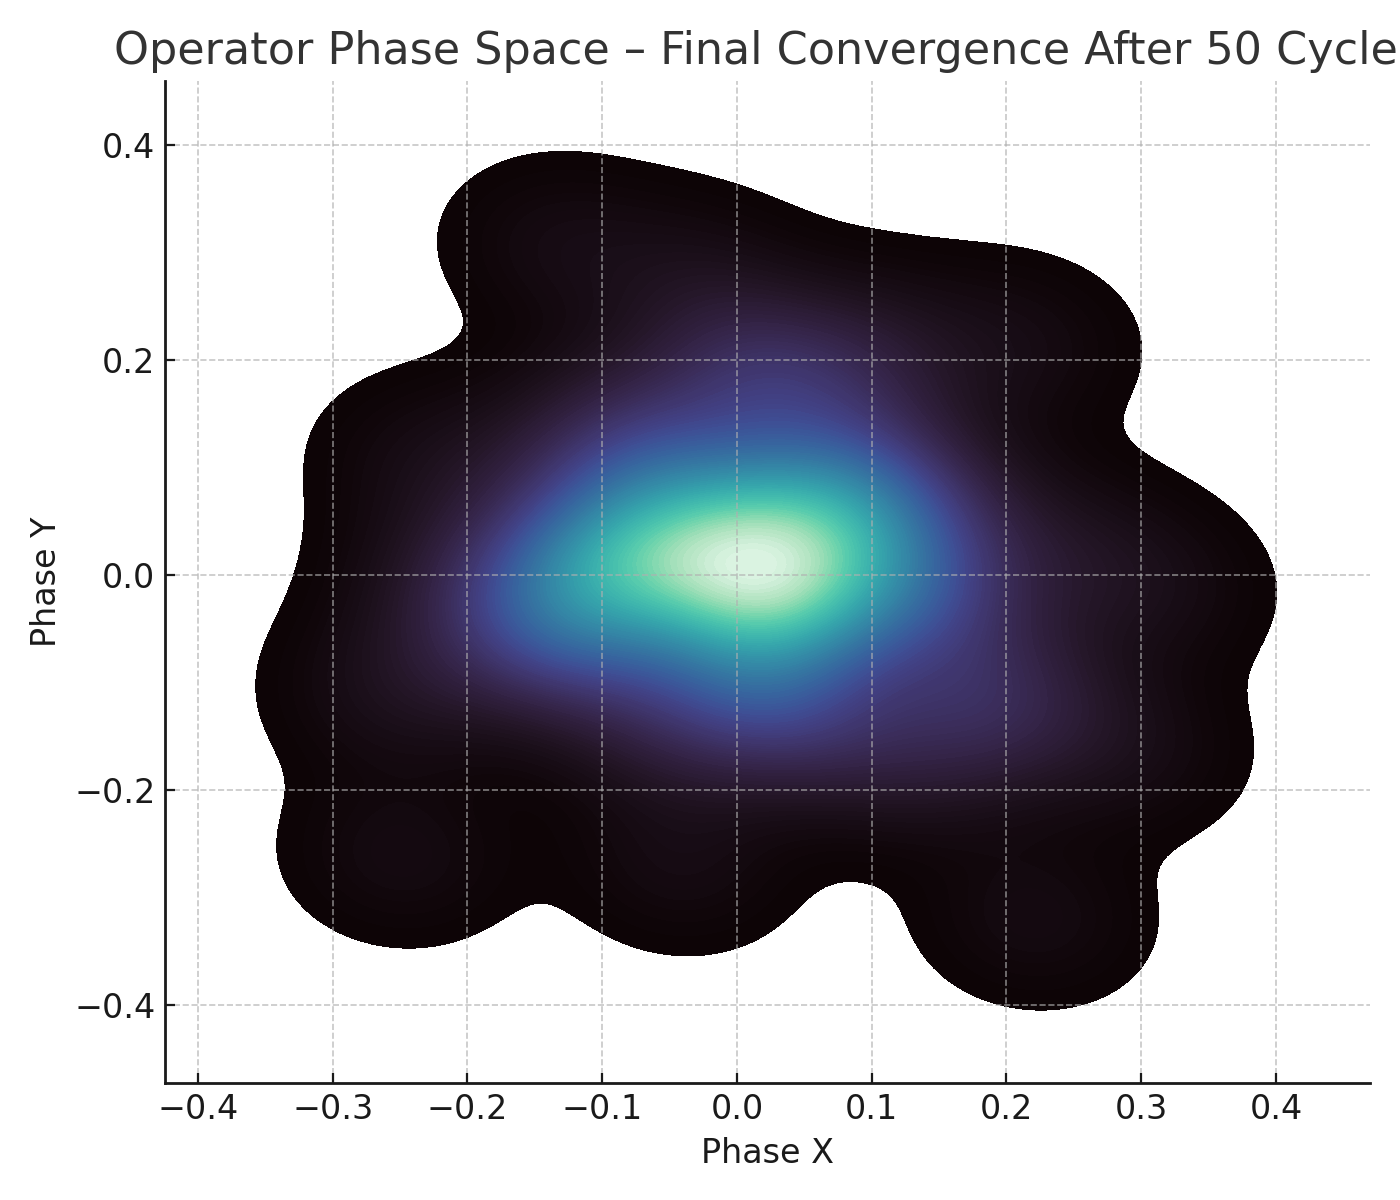 Operator Phase Space – Final Convergence After 50 Cycle
0.4
0.2
0.0
−0.2
−0.4
Phase Y
−0.4 −0.3 −0.2 −0.1 0.0 0.1 0.2 0.3 0.4
Phase X